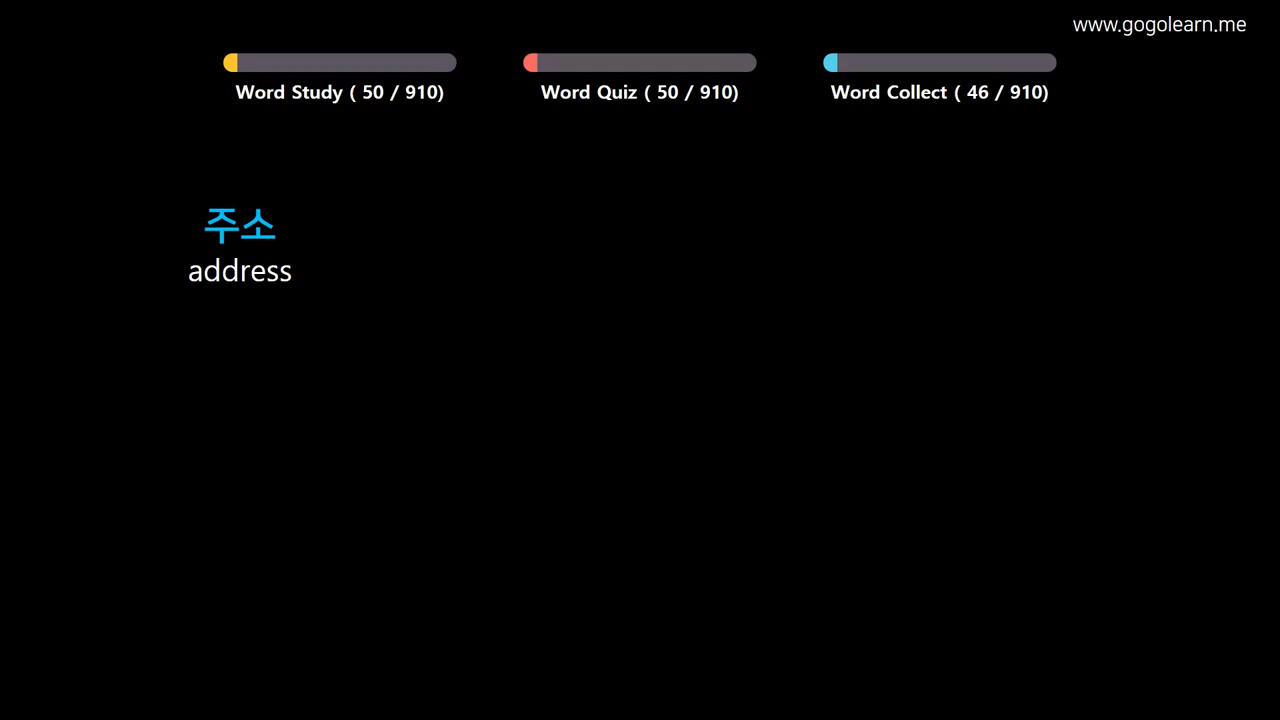 www.gogolearn.me
Word Study ( 50 / 910)
Word Quiz ( 50 / 910)
Word Collect ( 46 / 910)
주소
address